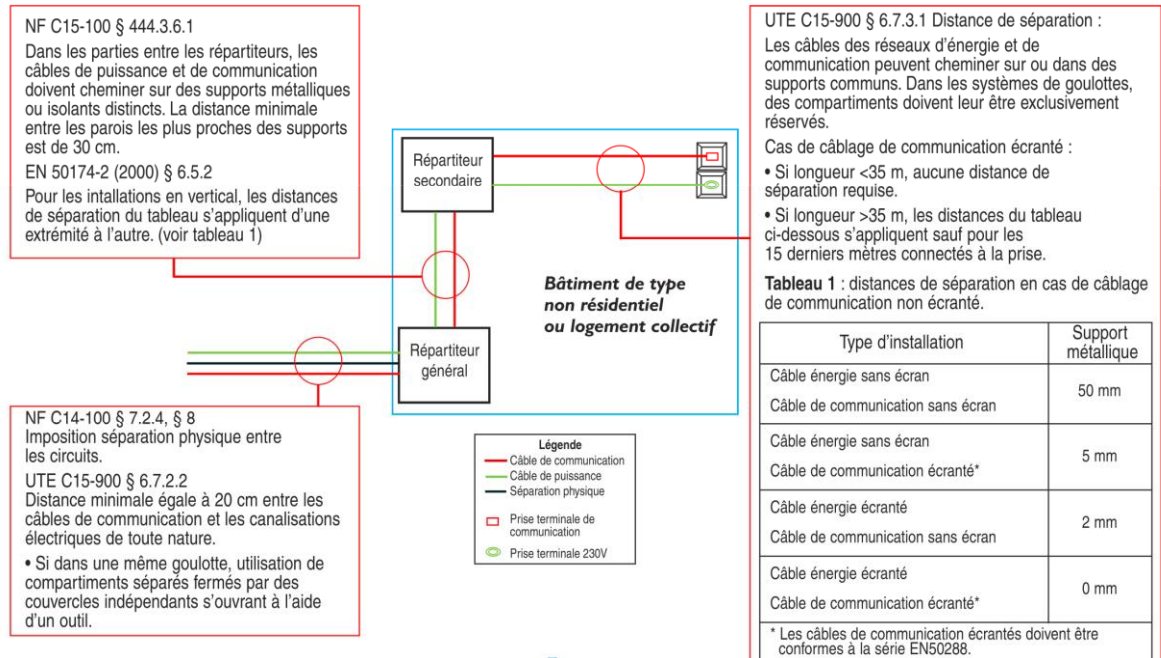 NF C15-100 § 444.3.6.1
Dans les parties entre les répartiteurs, les
câbles de puissance et de communication
doivent cheminer sur des supports métalliques
ou isolants distincts. La distance minimale
entre les parois les plus proches des supports
est de 30 cm.
EN 50174-2 (2000) § 6.5.2
Pour les intallations en vertical, les distances
de séparation du tableau s’appliquent d’une
extrémité à l’autre. (voir tableau 1)
Répartiteur
secondaire
Bâtiment de type
non résidentiel
ou logement collectif
Répartiteur
général
NF C14-100 § 7.2.4, § 8
Imposition séparation physique entre
les circuits.
UTE C15-900 § 6.7.2.2
Distance minimale égale à 20 cm entre les
câbles de communication et les canalisations
électriques de toute nature.
• Si dans une même goulotte, utilisation de
compartiments séparés fermés par des
couvercles indépendants s’ouvrant à l’aide
d’un outil.
Légende
Câble de communication
Câble de puissance
Séparation physique
Prise terminale de
communication
Prise terminale 230V
UTE C15-900 § 6.7.3.1 Distance de séparation :
Les câbles des réseaux d’énergie et de
communication peuvent cheminer sur ou dans des
supports communs. Dans les systèmes de goulottes,
des compartiments doivent leur être exclusivement
réservés.
Cas de câblage de communication écranté :
• Si longueur <35 m, aucune distance de
séparation requise.
• Si longueur >35 m, les distances du tableau
ci-dessous s’appliquent sauf pour les
15 derniers mètres connectés à la prise.
Tableau 1 : distances de séparation en cas de câblage
de communication non écranté.
Type d’installation
Support
métallique
Câble énergie sans écran
Câble de communication sans écran
50 mm
Câble énergie sans écran
Câble de communication écranté*
5 mm
Câble énergie écranté
Câble de communication sans écran
2 mm
Câble énergie écranté
Câble de communication écranté*
0 mm
* Les câbles de communication écrantés doivent être
conformes à la série EN50288.